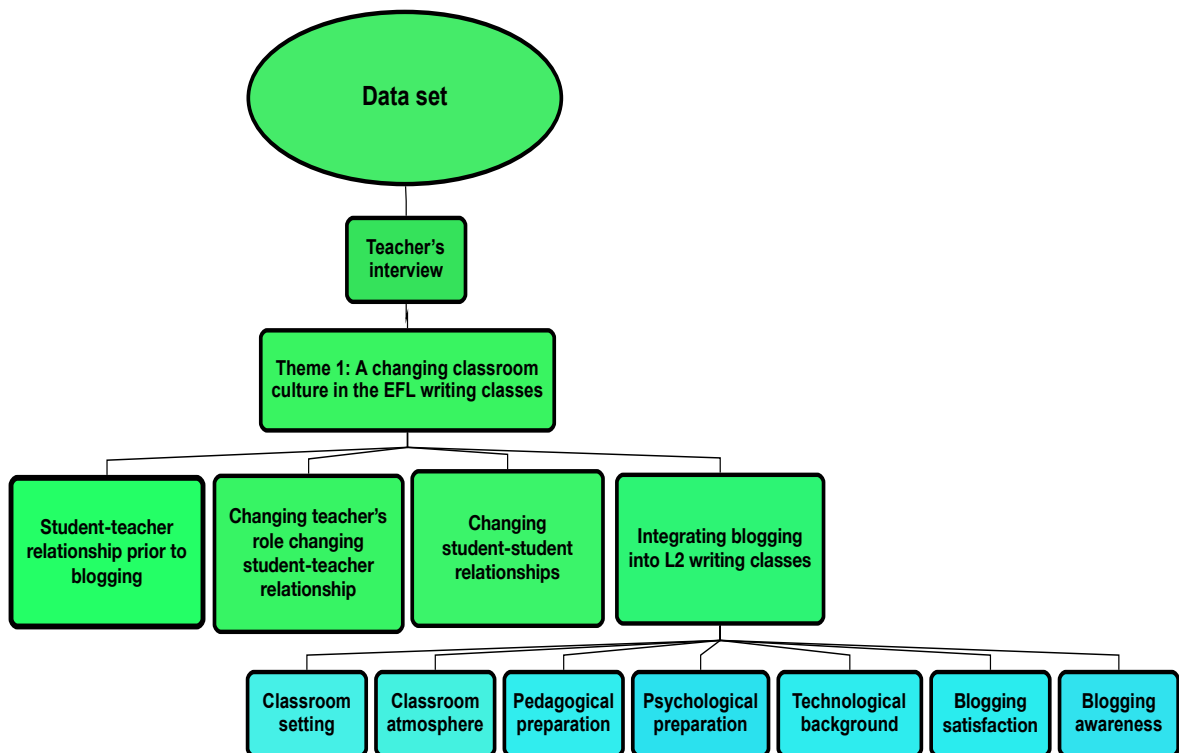 Data set
Teacher’s
interview
Theme 1: A changing classroom
culture in the EFL writing classes
Student-teacher
relationship prior to
blogging
Changing teacher’s
role changing
student-teacher
relationship
Changing
student-student
relationships
Integrating blogging
into L2 writing classes
Classroom
setting
Classroom
atmosphere
Pedagogical
preparation
Psychological
preparation
Technological
background
Blogging
satisfaction
Blogging
awareness